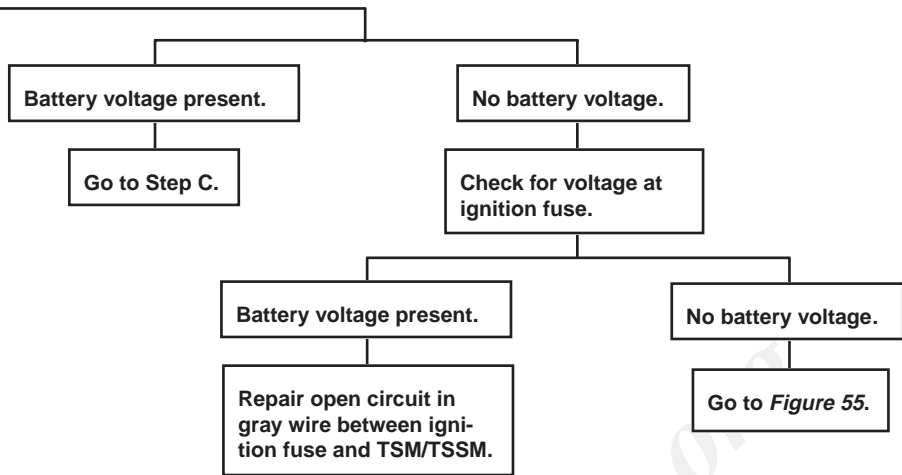 Battery voltage present.
No battery voltage.
Go to Step C.
Check for voltage at
ignition fuse.
Battery voltage present.
No battery voltage.
Repair open circuit in
gray wire between igni-
tion fuse and TSM/TSSM.
Go to Figure 55.